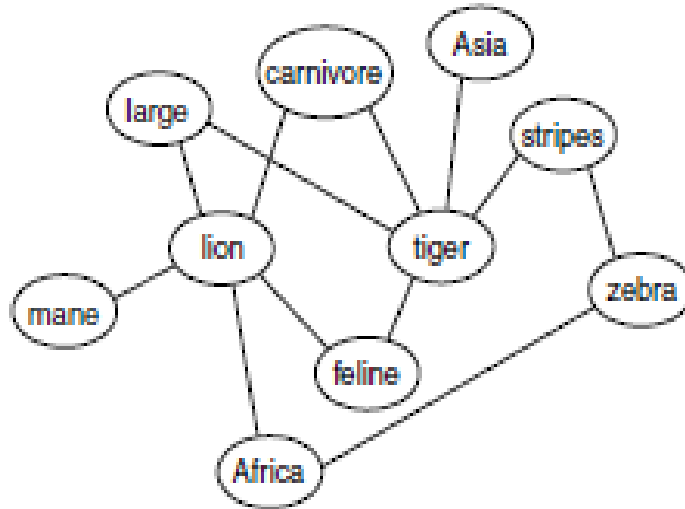 Asia
carnivore
large
stripes
lion
tiger
zebra
mane
feline
Africa